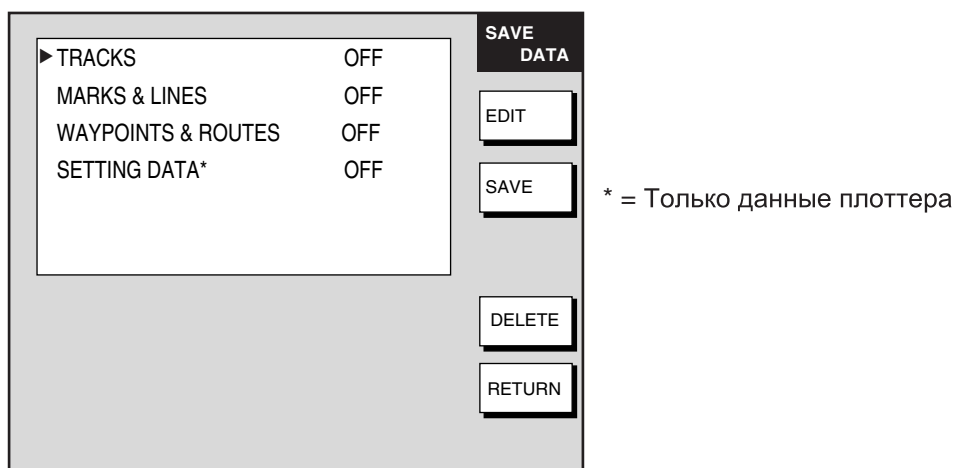 SAVE
DATA
▶TRACKS OFF
MARKS & LINES OFF
WAYPOINTS & ROUTES OFF
SETTING DATA* OFF
EDIT
SAVE
DELETE
RETURN
* = Только данные плоттера